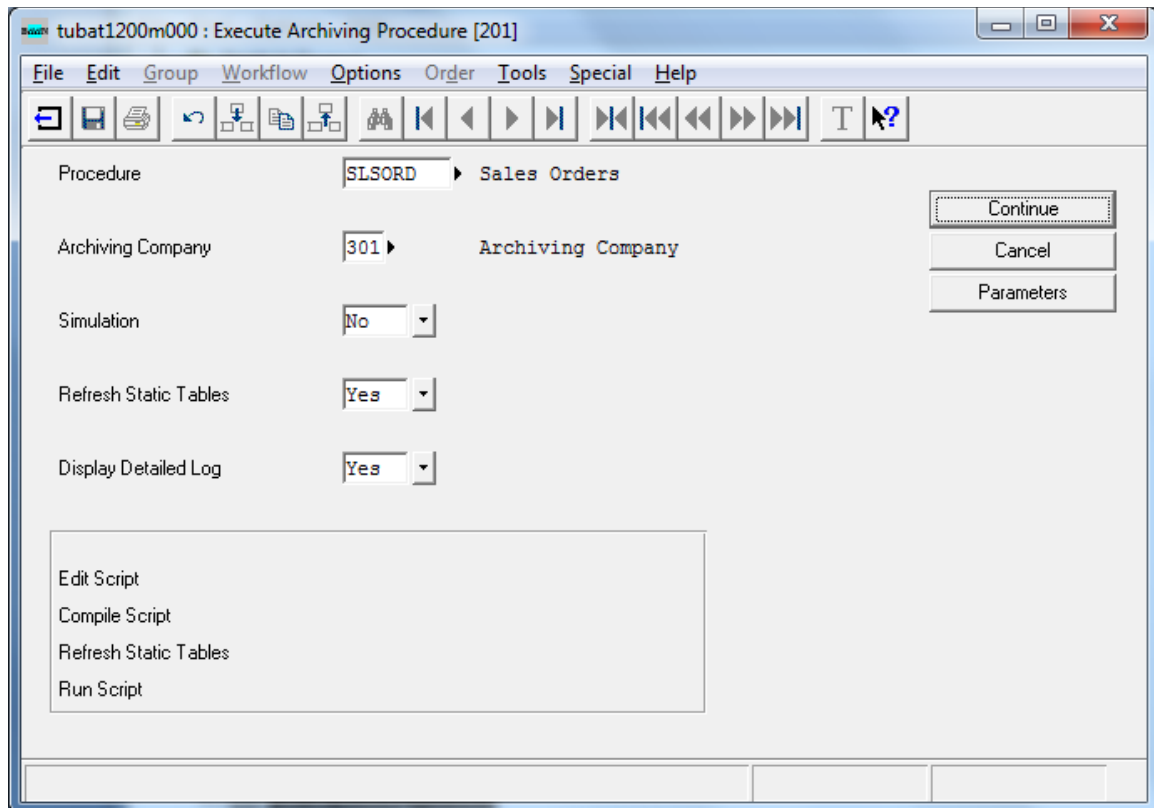 tubat1200m000 : Execute Archiving Procedure [201]
File Edit Group Workflow Options Order Tools Special Help
T ?
Procedure SLSORD Sales Orders
Continue
Archiving Company 301 Archiving Company
Cancel
Parameters
Simulation No
Refresh Static Tables Yes
Display Detailed Log Yes
Edit Script
Compile Script
Refresh Static Tables
Run Script